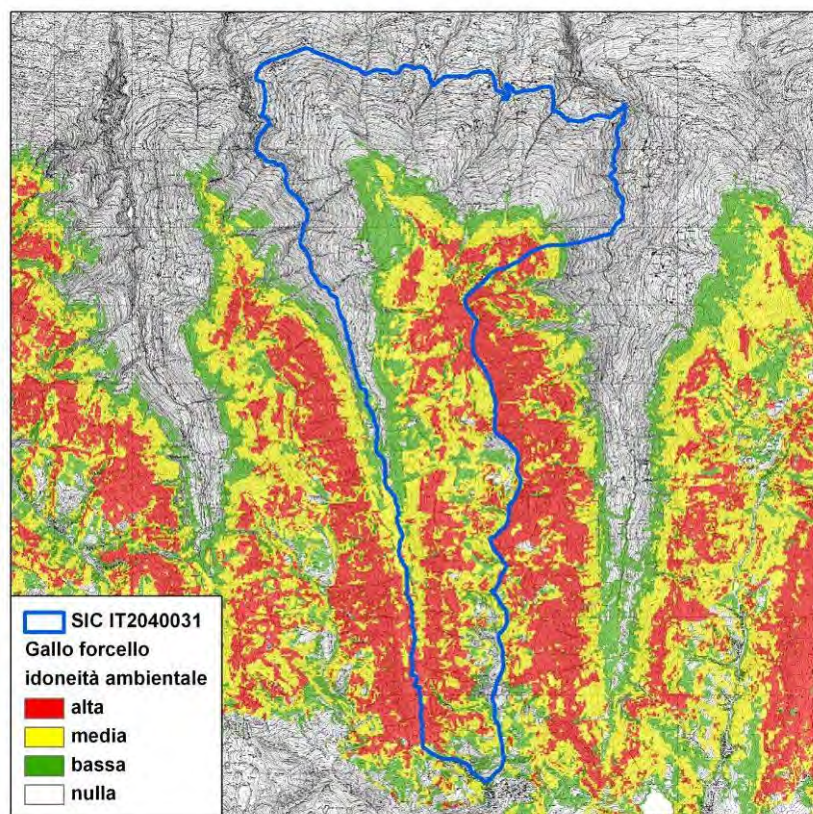 SIC IT2040031
Gallo forcello
idoneità ambientale
alta
media
bassa
nulla